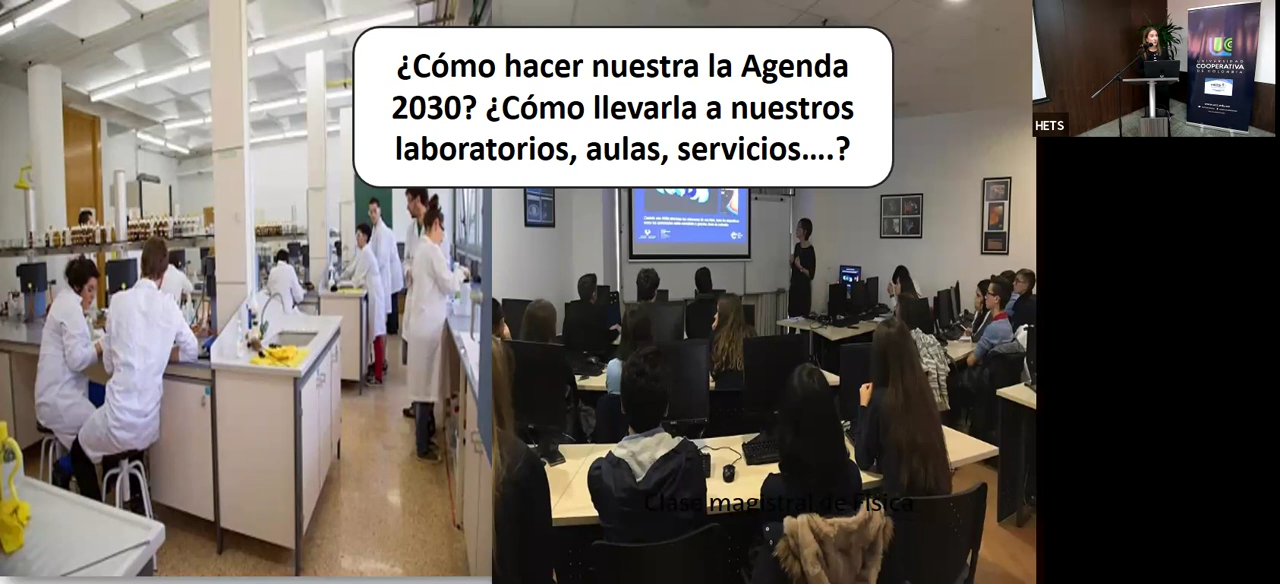 ¿Cómo hacer nuestra la Agenda
2030? ¿Cómo llevarla a nuestros
laboratorios, aulas, servicios….?
HETS
UCC
UNIVERSIDAD
COOPERATIVA
DE COLOMBIA
Clase magistral de Física